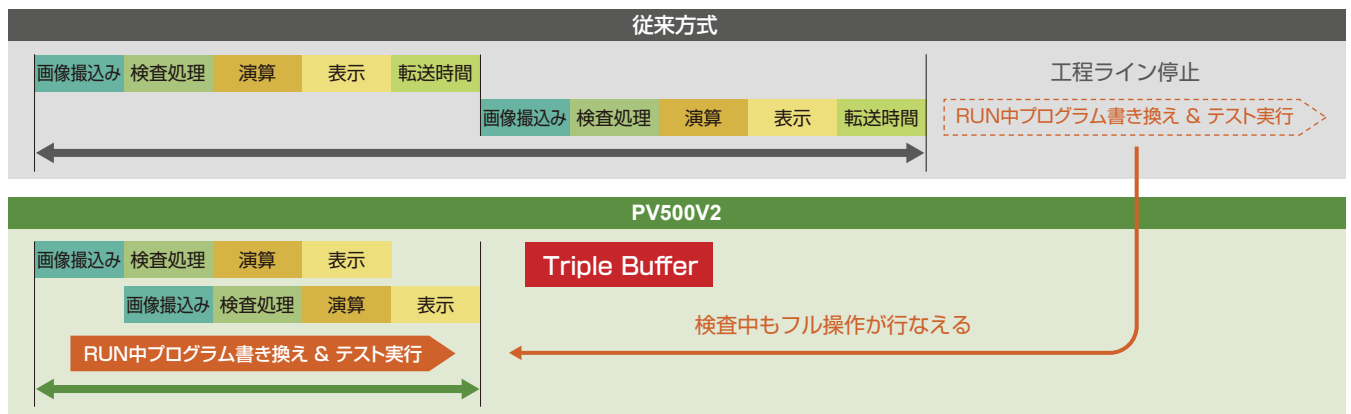 従来方式
画像撮込み 検査処理 演算 表示 転送時間
工程ライン停止
画像撮込み 検査処理 演算 表示 転送時間
RUN中プログラム書き換え & テスト実行
PV500V2
画像撮込み 検査処理 演算 表示
Triple Buffer
画像撮込み 検査処理 演算 表示
検査中もフル操作が行なえる
RUN中プログラム書き換え & テスト実行